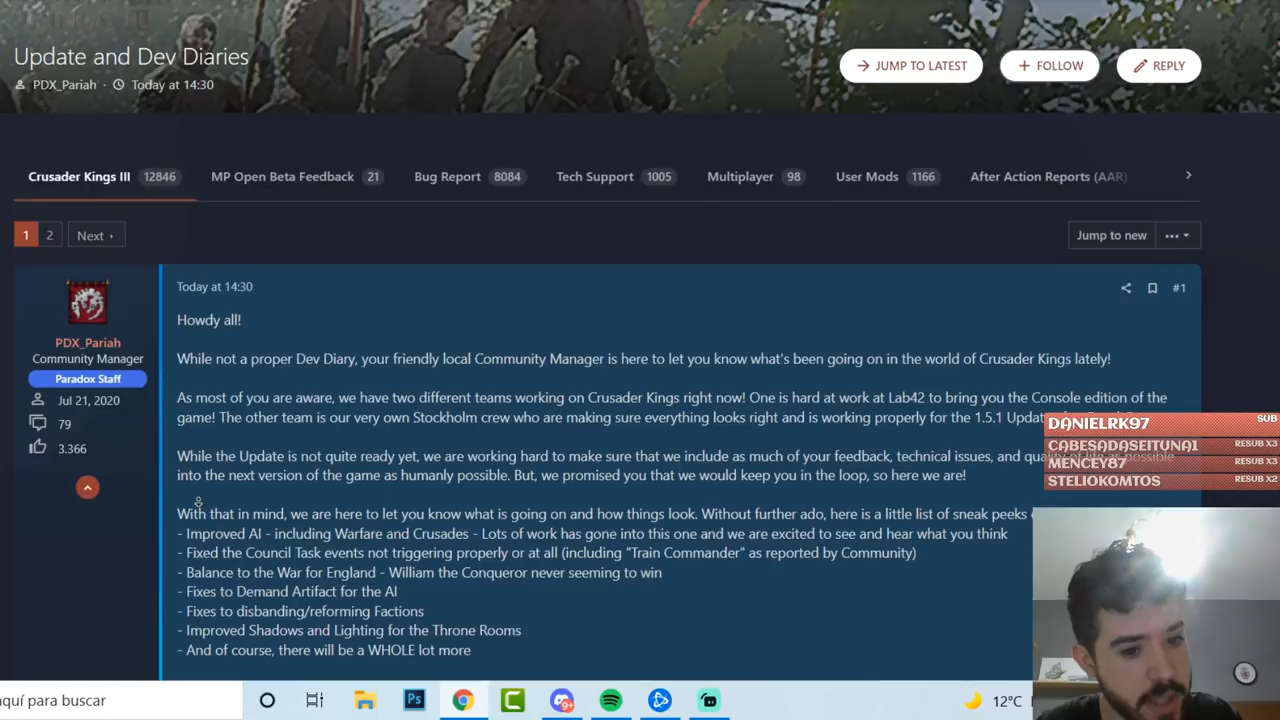 Update and Dev Diaries
PDX_Pariah · Today at 14:30
JUMP TO LATEST
FOLLOW
REPLY
Crusader Kings III 12846
MP Open Beta Feedback 21
Bug Report 8084
Tech Support 1005
Multiplayer 98
User Mods 1166
After Action Reports (AAR)
1 2 Next
Jump to new
PDX_Pariah
Community Manager
Paradox Staff
Jul 21, 2020
79
3.366
Today at 14:30
#1
Howdy all!
While not a proper Dev Diary, your friendly local Community Manager is here to let you know what's been going on in the world of Crusader Kings lately!
As most of you are aware, we have two different teams working on Crusader Kings right now! One is hard at work at Lab42 to bring you the Console edition of the
game! The other team is our very own Stockholm crew who are making sure everything looks right and is working properly for the 1.5.1
While the Update is not quite ready yet, we are working hard to make sure that we include as much of your feedback, technical issues, and quality of life as possible
into the next version of the game as humanly possible. But, we promised you that we would keep you in the loop, so here we are!
With that in mind, we are here to let you know what is going on and how things look. Without further ado, here is a little list of sneak peeks
- Improved AI - including Warfare and Crusades - Lots of work has gone into this one and we are excited to see and hear what you think
- Fixed the Council Task events not triggering properly or at all (including "Train Commander" as reported by Community)
- Balance to the War for England - William the Conqueror never seeming to win
- Fixes to Demand Artifact for the AI
- Fixes to disbanding/reforming Factions
- Improved Shadows and Lighting for the Throne Rooms
- And of course, there will be a WHOLE lot more
DANIELRK97 SUB
CABESADASEITUNA1 RESUB X3
MENCEY87 RESUB X3
STELIOKOMTOS RESUB X2
aquí para buscar
Ps
9+
12°C